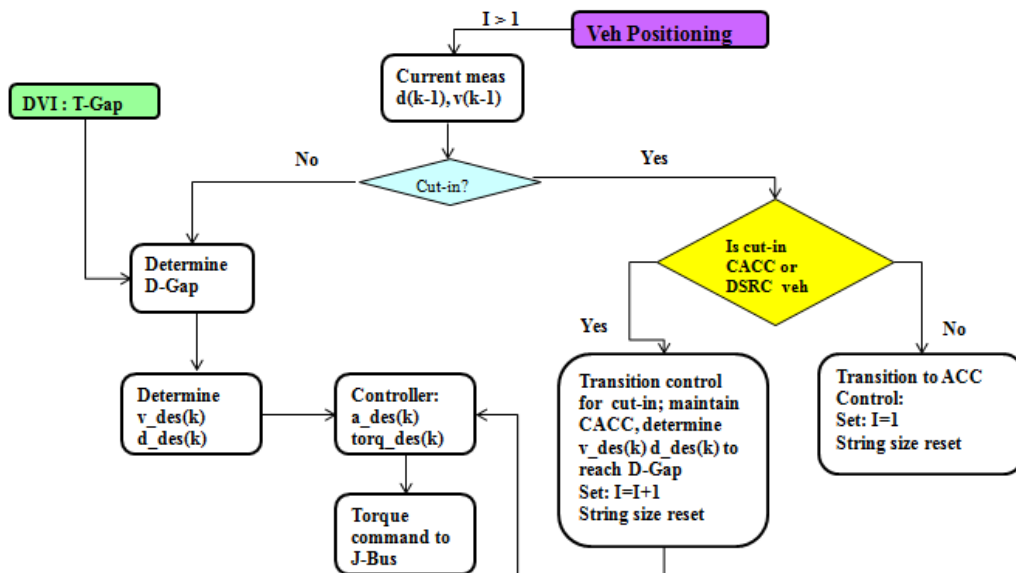 I > 1
Veh Positioning
Current meas
d(k-1), v(k-1)
DVI : T-Gap
No
Yes
Cut-in?
Is cut-in
CACC or
DSRC veh
Determine
D-Gap
Yes
No
Determine
v_des(k)
d_des(k)
Controller:
a_des(k)
torq_des(k)
Transition control
for cut-in; maintain
CACC, determine
v_des(k) d_des(k) to
reach D-Gap
Set: I=I+1
String size reset
Transition to ACC
Control:
Set: I=1
String size reset
Torque
command to
J-Bus